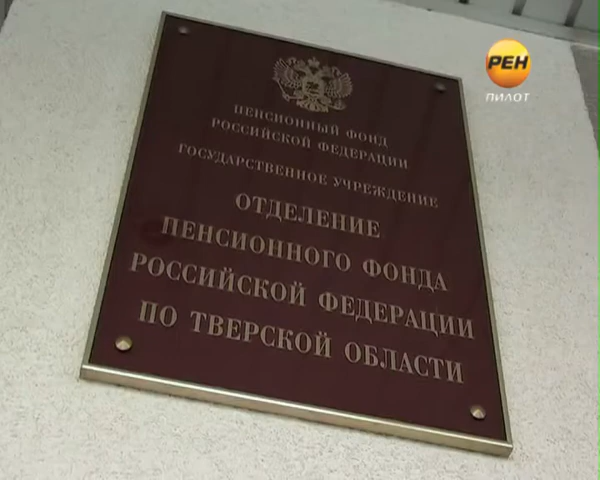 РЕН
ПИЛОТ
ПЕНСИОННЫЙ ФОНД
РОССИЙСКОЙ ФЕДЕРАЦИИ
ГОСУДАРСТВЕННОЕ УЧРЕЖДЕНИЕ
ОТДЕЛЕНИЕ
ПЕНСИОННОГО ФОНДА
РОССИЙСКОЙ ФЕДЕРАЦИИ
ПО ТВЕРСКОЙ ОБЛАСТИ